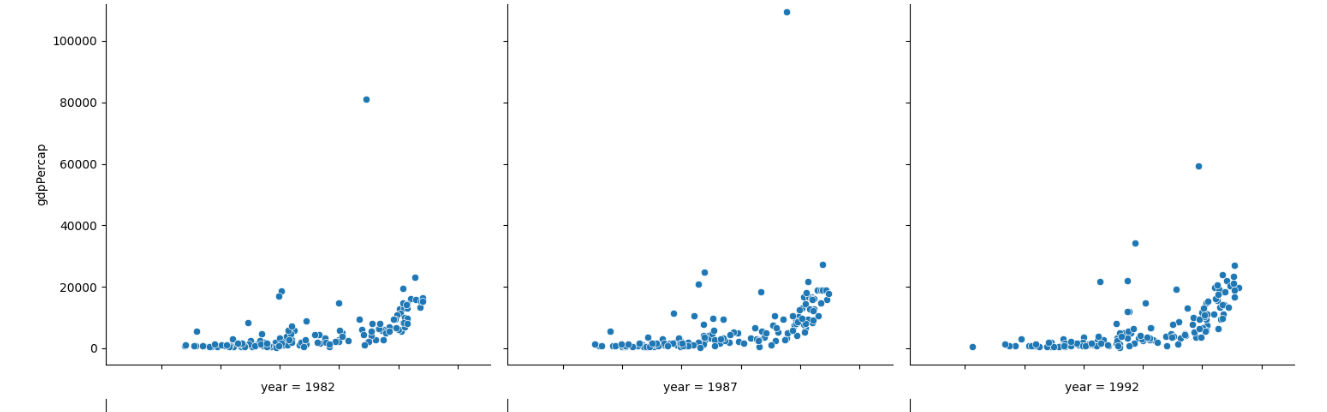 100000
80000
60000
40000
20000
0
gdpPercap
year = 1982
year = 1987
year = 1992